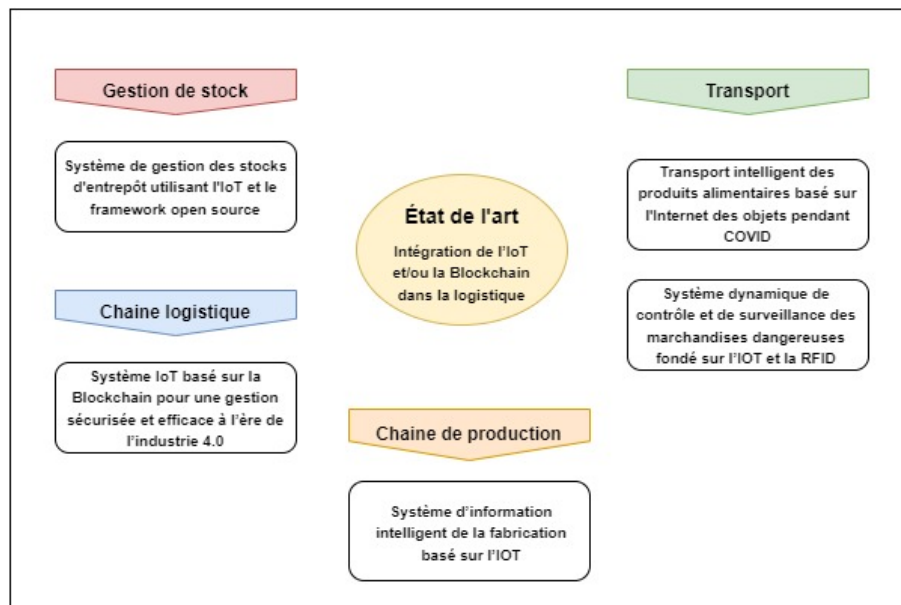 Gestion de stock
Système de gestion des stocks
d'entrepôt utilisant l'IoT et le
framework open source
Chaine logistique
Système IoT basé sur la
Blockchain pour une gestion
sécurisée et efficace à l'ère de
l'industrie 4.0
État de l'art
Intégration de l'IoT
et/ou la Blockchain
dans la logistique
Chaine de production
Système d'information
intelligent de la fabrication
basé sur l'IOT
Transport
Transport intelligent des
produits alimentaires basé sur
l'Internet des objets pendant
COVID
Système dynamique de
contrôle et de surveillance des
marchandises dangereuses
fondé sur l'IOT et la RFID